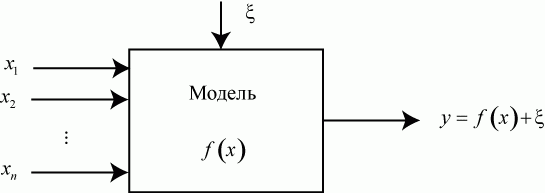 ξ
x₁
x₂
Модель
⋮
f(x)
y = f(x)+ξ
xₙ